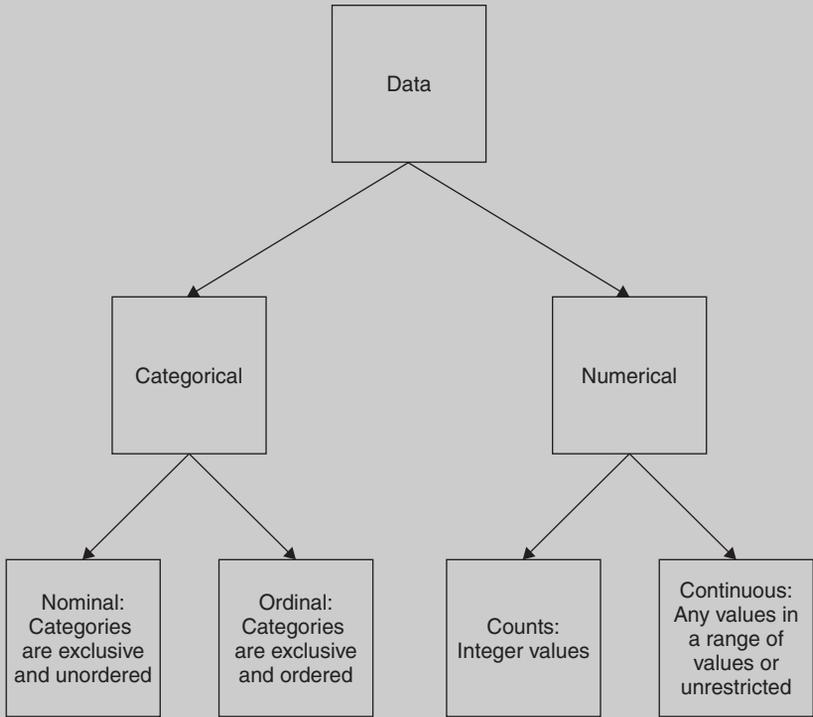 Data
Categorical
Numerical
Nominal:
Categories
are exclusive
and unordered
Ordinal:
Categories
are exclusive
and ordered
Counts:
Integer values
Continuous:
Any values in
a range of
values or
unrestricted